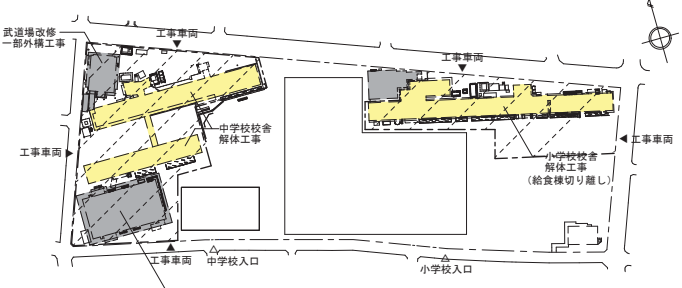 武道場改修
一部外構工事
工事車両
工事車両
中学校校舎
解体工事
工事車両
工事車両
小学校校舎
解体工事
(給食棟切り離し)
工事車両
中学校入口
小学校入口